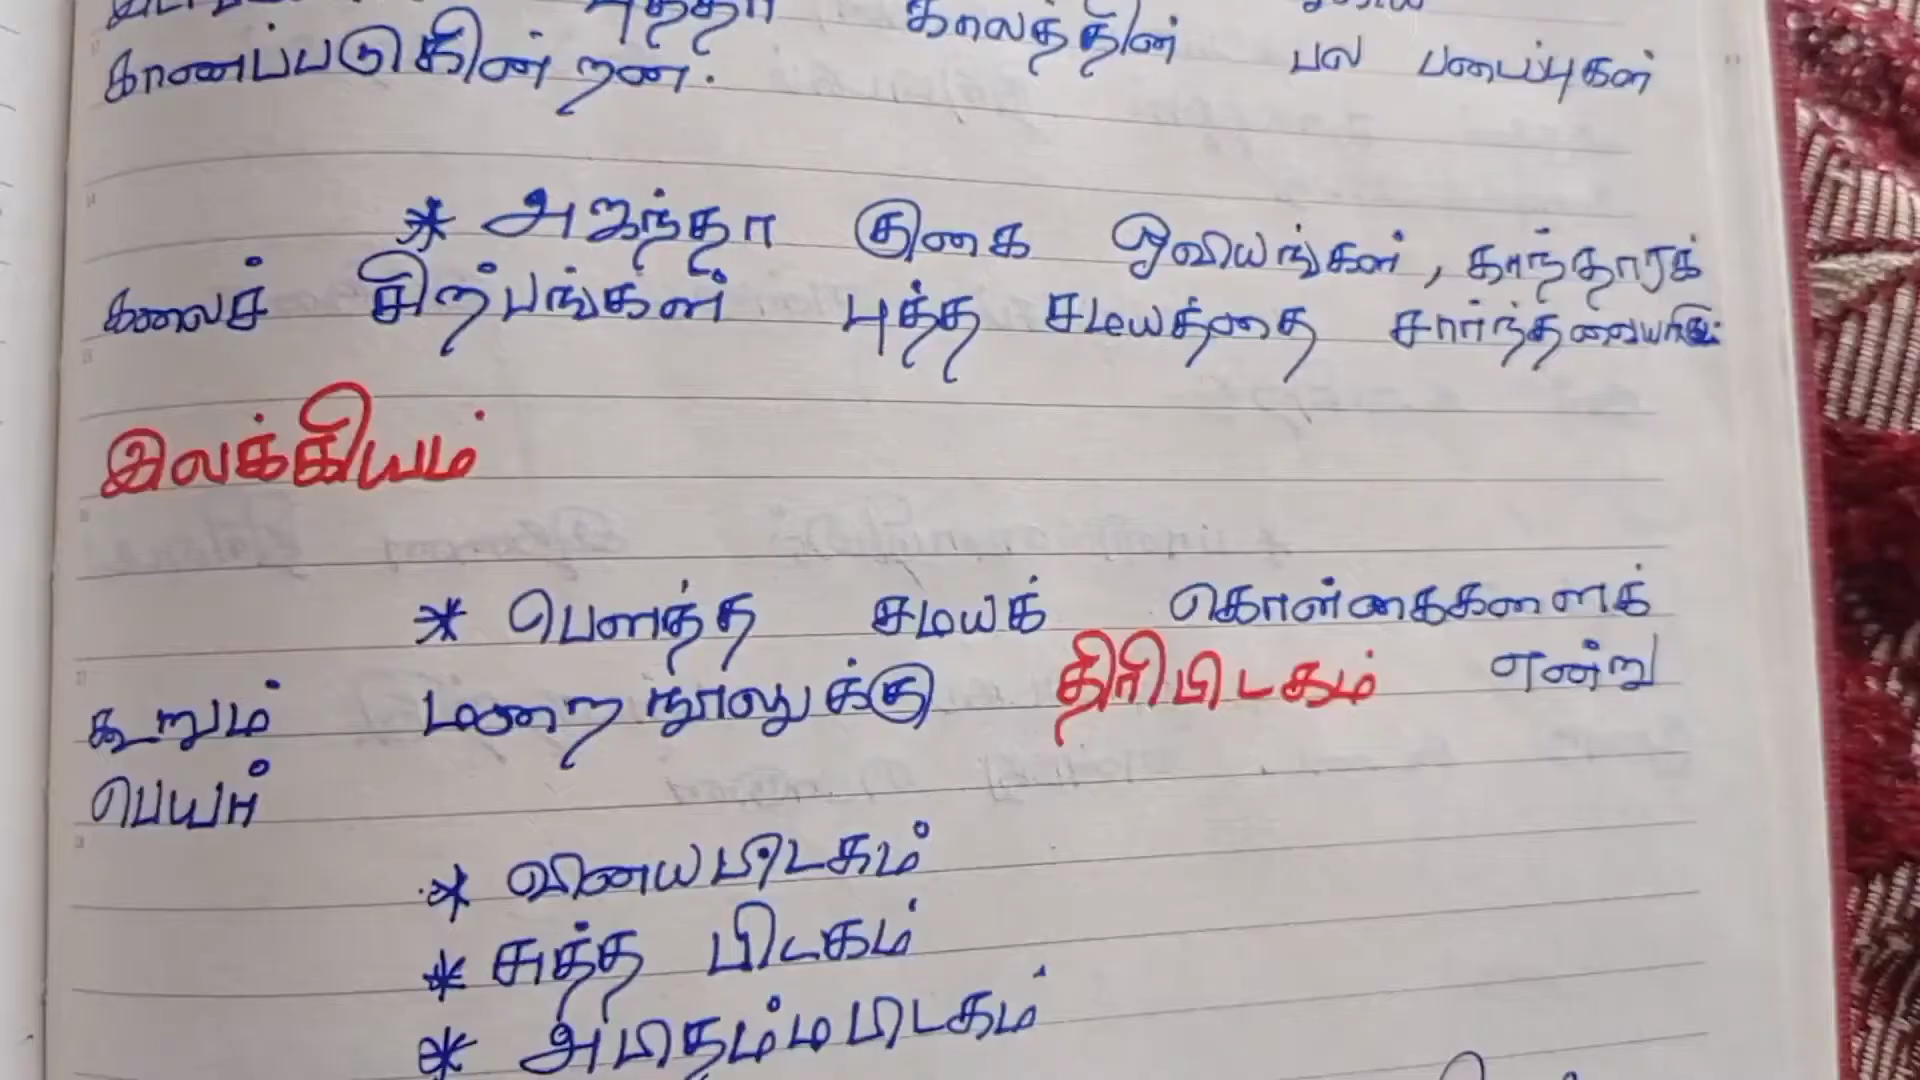 புத்தா கலைத்தின் பல படைப்புகள்
காணப்படுகின்றன.
* அஜந்தா குகை ஓவியங்கள், காந்தாரக்
கலைச் சிற்பங்கள் புத்த சமயத்தை சார்ந்தவையாகும்.
இலக்கியம்
* பௌத்த சமயக் கொள்கைகளைக்
கூறும் மறைநூலுக்கு திரிபிடகம் என்று
பெயர்
* வினயபிடகம்
* சுத்த பிடகம்
* அபிதம்மபிடகம்